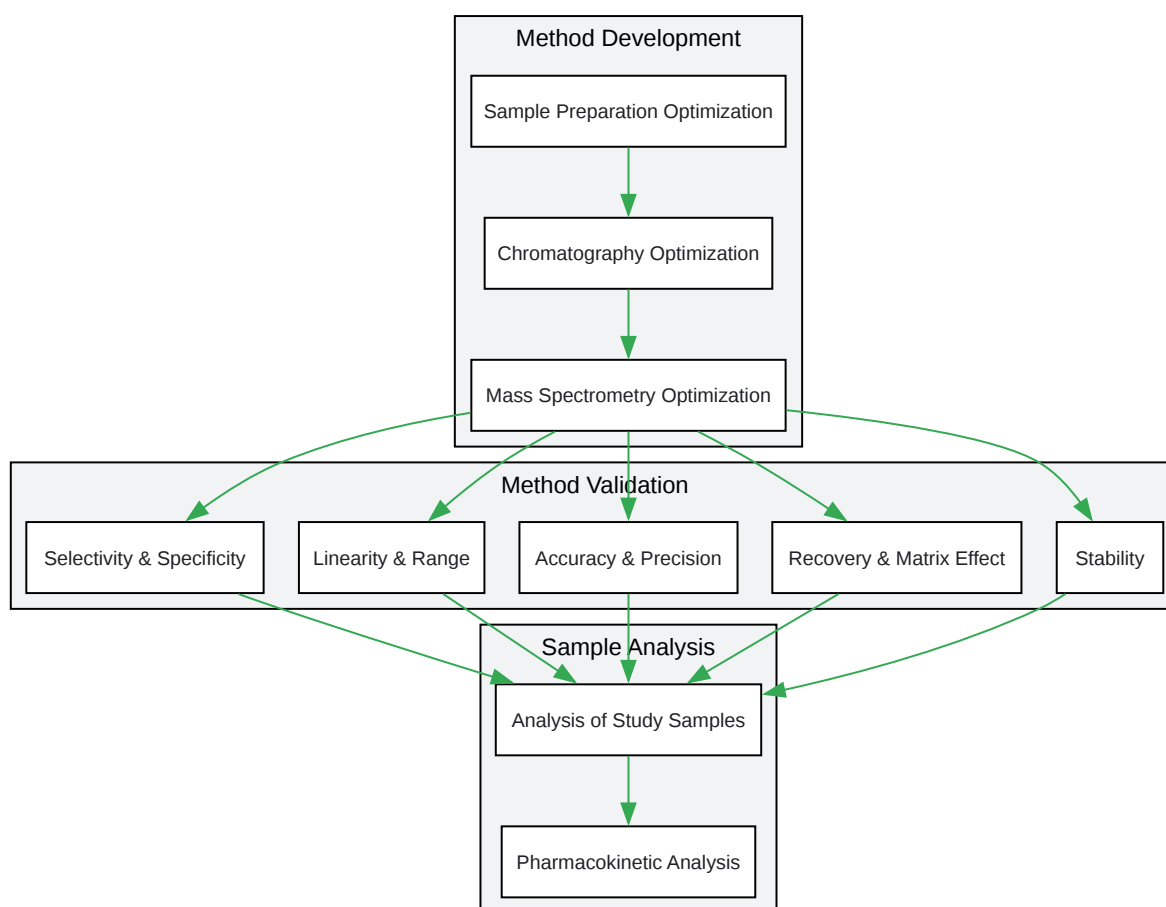 Method Development
Sample Preparation Optimization
Chromatography Optimization
Mass Spectrometry Optimization
Method Validation
Selectivity & Specificity
Linearity & Range
Accuracy & Precision
Recovery & Matrix Effect
Stability
Sample Analysis
Analysis of Study Samples
Pharmacokinetic Analysis